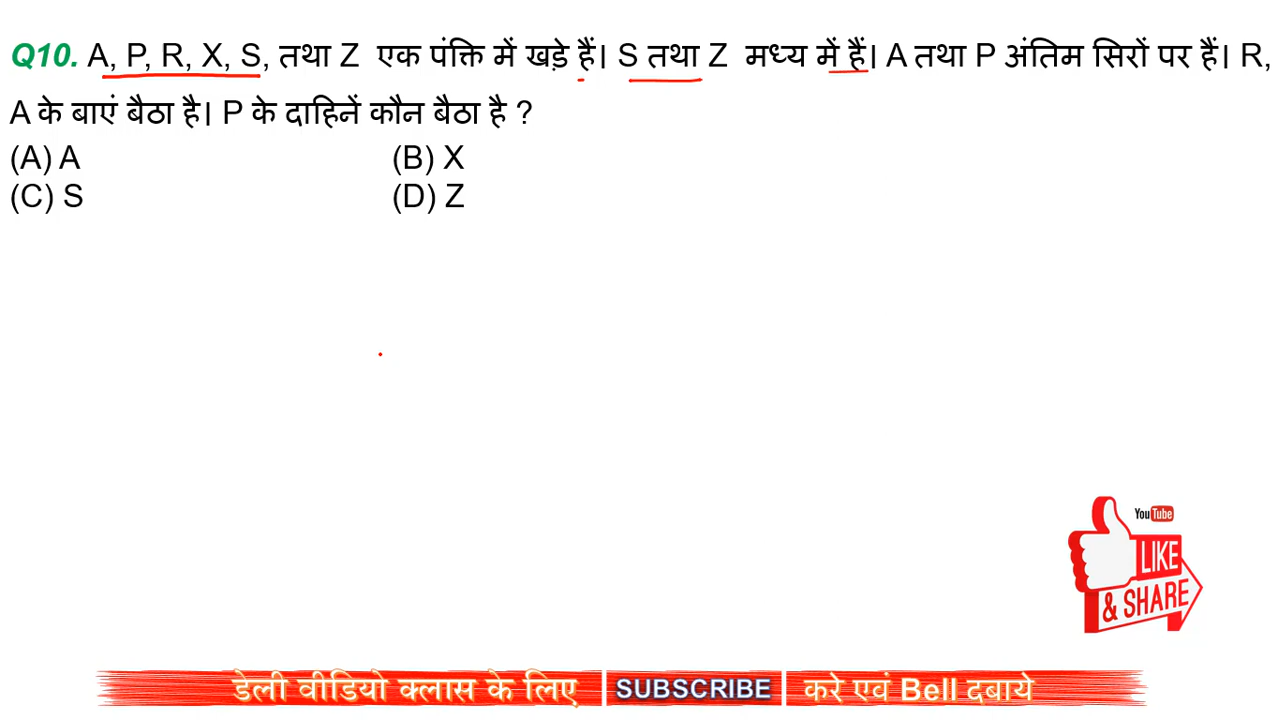 Q10. A, P, R, X, S, तथा Z एक पंक्ति में खड़े हैं। S तथा Z मध्य में हैं। A तथा P अंतिम सिरों पर हैं। R,
A के बाएं बैठा है। P के दाहिनें कौन बैठा है ?
(A) A (B) X
(C) S (D) Z
YouTube
LIKE
& SHARE
डेली वीडियो क्लास के लिए SUBSCRIBE करे एवं Bell दबाये